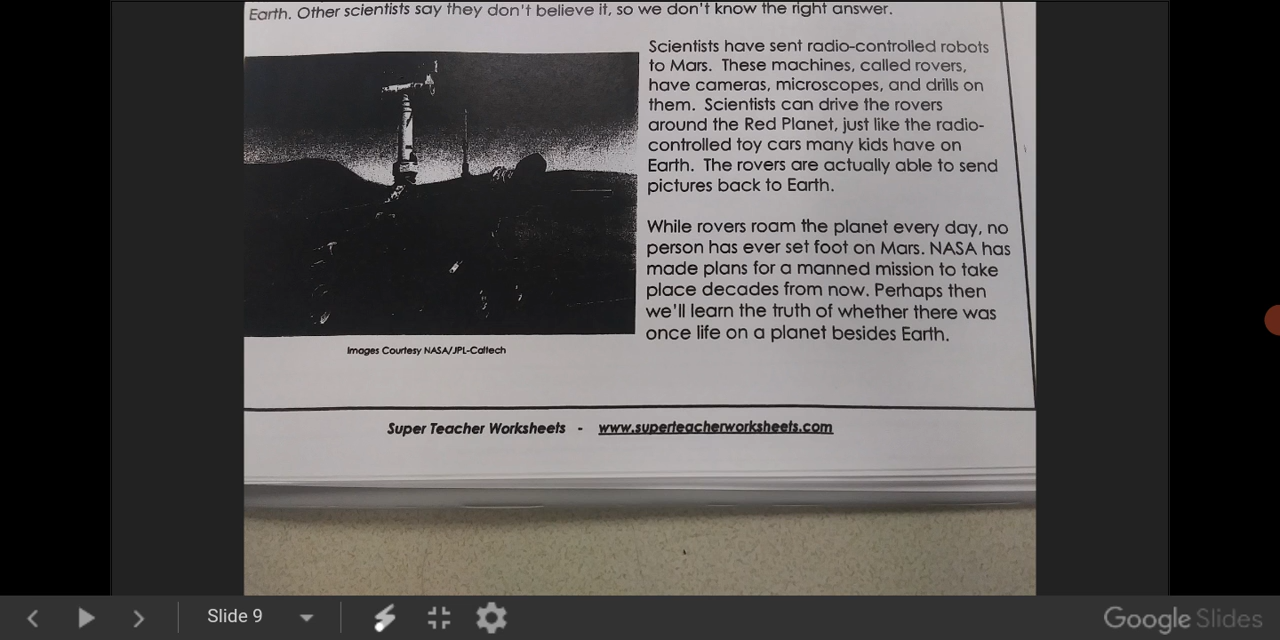 Earth. Other scientists say they don't believe it, so we don't know the right answer.
Scientists have sent radio-controlled robots
to Mars. These machines, called rovers,
have cameras, microscopes, and drills on
them. Scientists can drive the rovers
around the Red Planet, just like the radio-
controlled toy cars many kids have on
Earth. The rovers are actually able to send
pictures back to Earth.
While rovers roam the planet every day, no
person has ever set foot on Mars. NASA has
made plans for a manned mission to take
place decades from now. Perhaps then
we'll learn the truth of whether there was
once life on a planet besides Earth.
Images Courtesy NASA/JPL-Caltech
Super Teacher Worksheets - www.superteacherworksheets.com
Slide 9
Google Slides